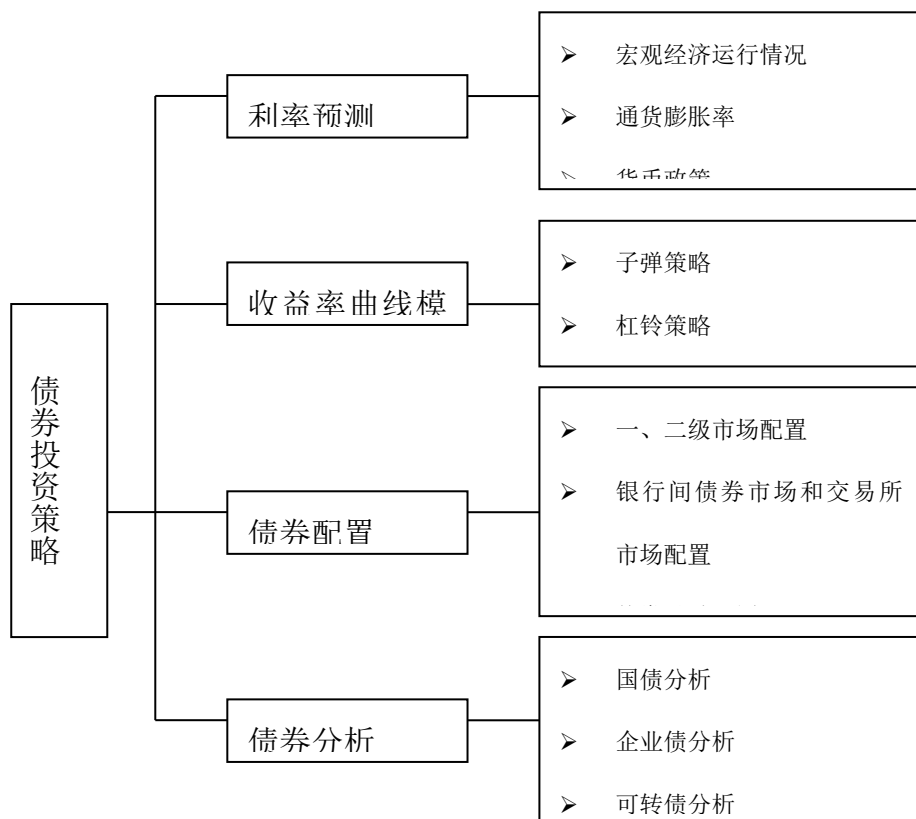 债券投资策略
利率预测
宏观经济运行情况
通货膨胀率
货币政策
收益率曲线模
子弹策略
杠铃策略
债券配置
一、二级市场配置
银行间债券市场和交易所
市场配置
债券分析
国债分析
企业债分析
可转债分析